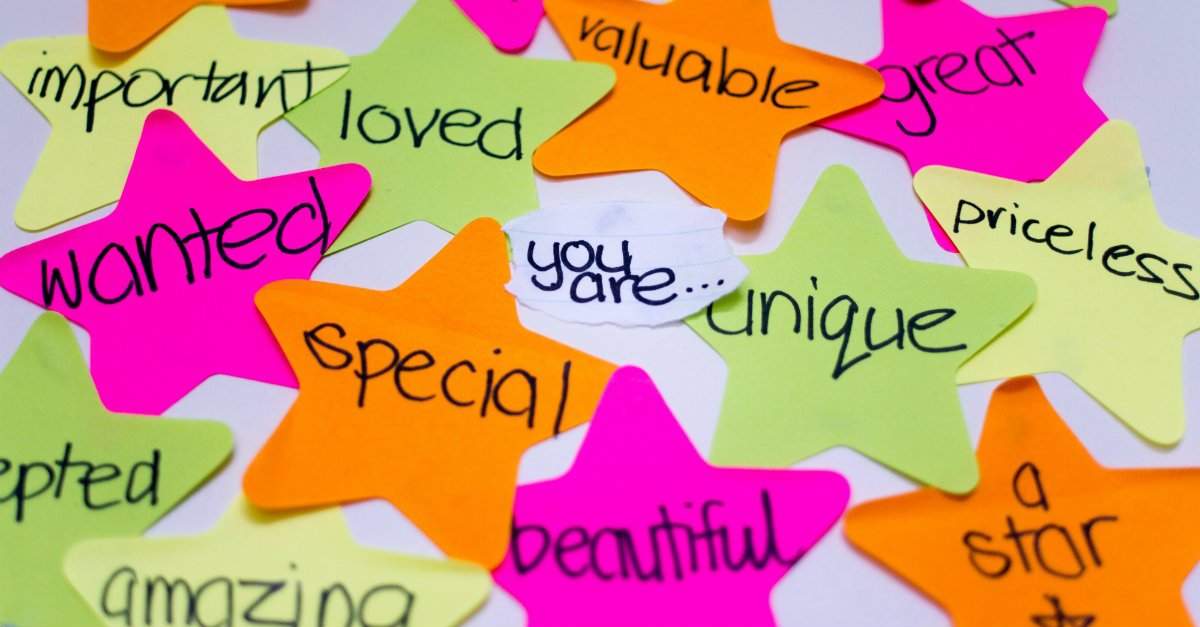 important
loved
valuable
great
wanted
you
are...
priceless
special
unique
epted
beautiful
a
star
amazing